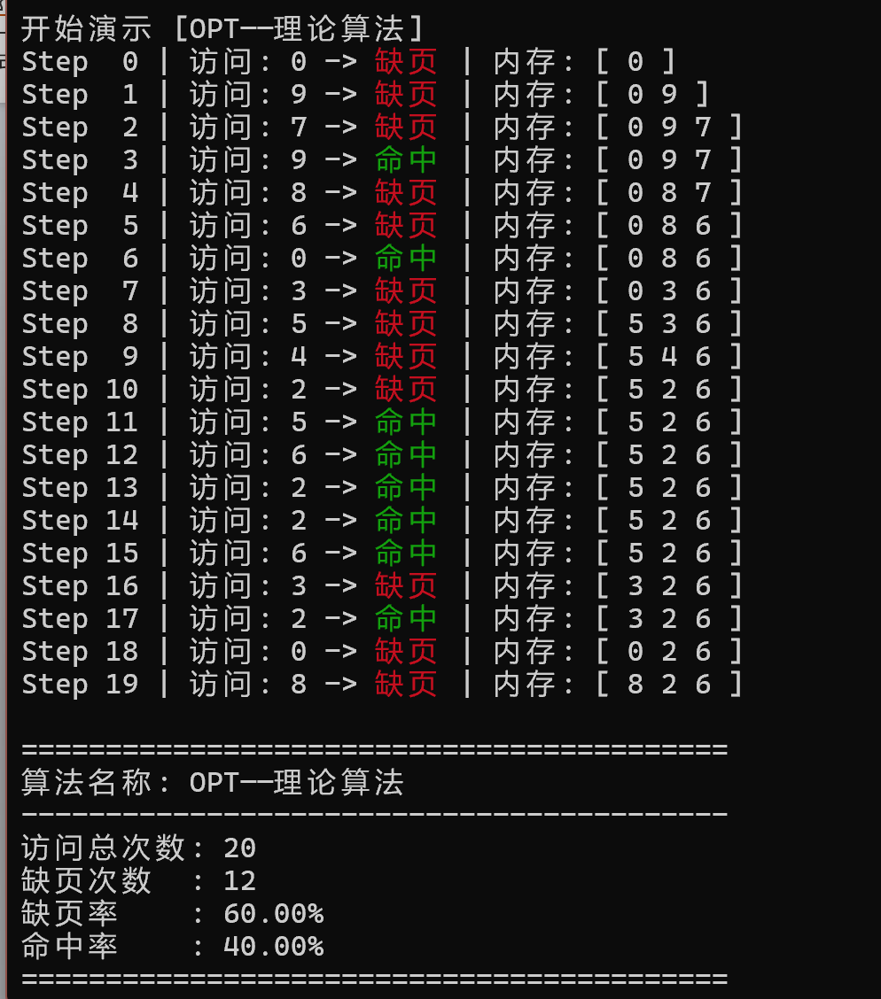 开始演示 [OPT——理论算法]
Step  0 | 访问: 0 -> 缺页 | 内存: [ 0 ]
Step  1 | 访问: 9 -> 缺页 | 内存: [ 0 9 ]
Step  2 | 访问: 7 -> 缺页 | 内存: [ 0 9 7 ]
Step  3 | 访问: 9 -> 命中 | 内存: [ 0 9 7 ]
Step  4 | 访问: 8 -> 缺页 | 内存: [ 0 8 7 ]
Step  5 | 访问: 6 -> 缺页 | 内存: [ 0 8 6 ]
Step  6 | 访问: 0 -> 命中 | 内存: [ 0 8 6 ]
Step  7 | 访问: 3 -> 缺页 | 内存: [ 0 3 6 ]
Step  8 | 访问: 5 -> 缺页 | 内存: [ 5 3 6 ]
Step  9 | 访问: 4 -> 缺页 | 内存: [ 5 4 6 ]
Step 10 | 访问: 2 -> 缺页 | 内存: [ 5 2 6 ]
Step 11 | 访问: 5 -> 命中 | 内存: [ 5 2 6 ]
Step 12 | 访问: 6 -> 命中 | 内存: [ 5 2 6 ]
Step 13 | 访问: 2 -> 命中 | 内存: [ 5 2 6 ]
Step 14 | 访问: 2 -> 命中 | 内存: [ 5 2 6 ]
Step 15 | 访问: 6 -> 命中 | 内存: [ 5 2 6 ]
Step 16 | 访问: 3 -> 缺页 | 内存: [ 3 2 6 ]
Step 17 | 访问: 2 -> 命中 | 内存: [ 3 2 6 ]
Step 18 | 访问: 0 -> 缺页 | 内存: [ 0 2 6 ]
Step 19 | 访问: 8 -> 缺页 | 内存: [ 8 2 6 ]
==========================================
算法名称: OPT——理论算法
------------------------------------------
访问总次数: 20
缺页次数  : 12
缺页率    : 60.00%
命中率    : 40.00%
==========================================